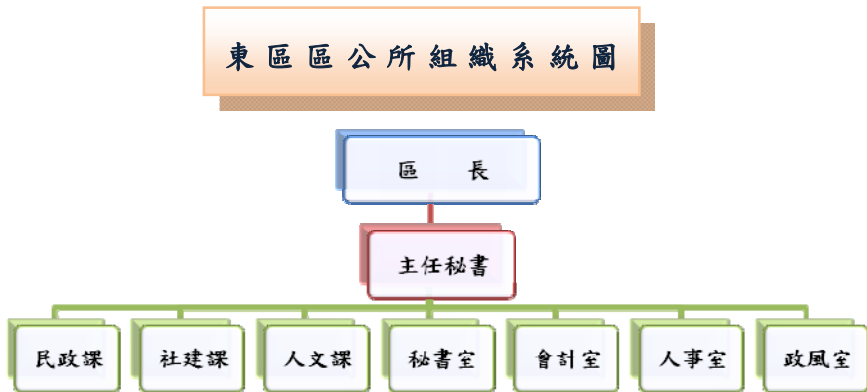 東區區公所組織系統圖
區　長
主任秘書
民政課 社建課 人文課 秘書室 會計室 人事室 政風室